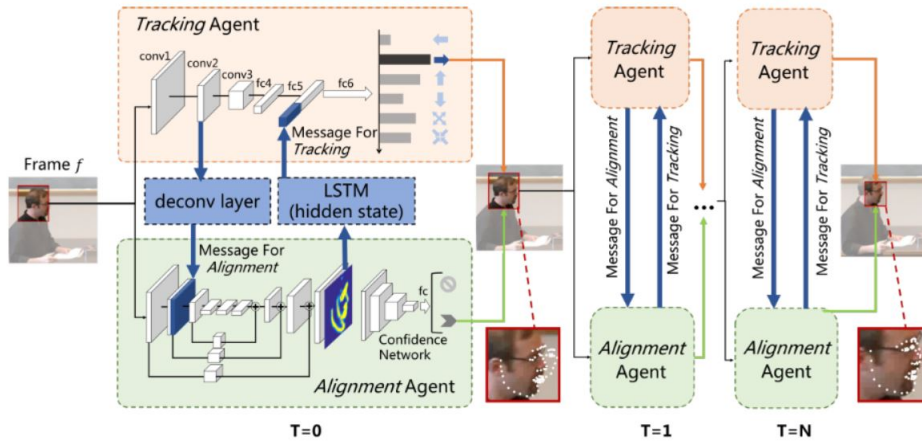 Tracking Agent
conv1
conv2
conv3
fc4
fc5
fc6
Message For
Tracking
Frame f
deconv layer
LSTM
(hidden state)
Message For
Alignment
fc
Confidence
Network
Alignment Agent
T=0
Tracking
Agent
Message For Alignment
Message For Tracking
Alignment
Agent
T=1
...
Tracking
Agent
Message For Alignment
Message For Tracking
Alignment
Agent
T=N